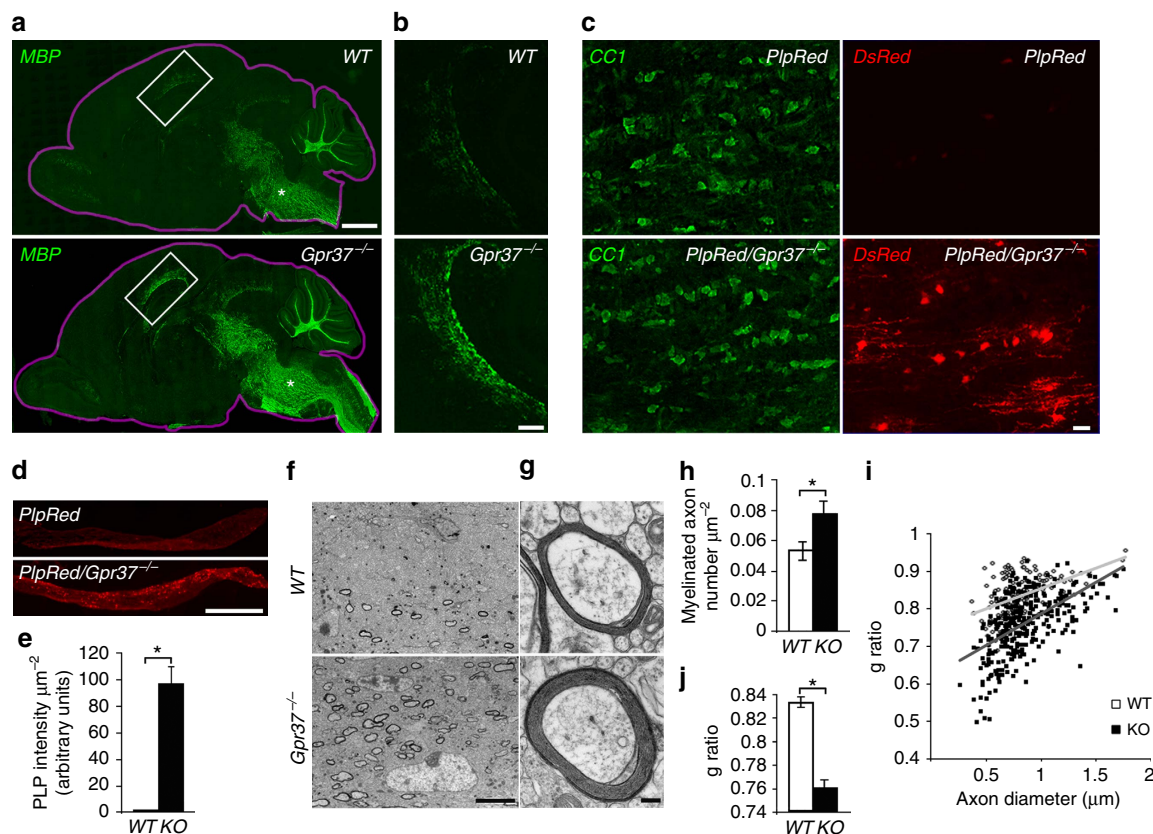 a
MBP
WT
*
MBP
Gpr37−/−
*
b
WT
Gpr37−/−
c
CC1
PlpRed
DsRed
PlpRed
CC1
PlpRed/Gpr37−/−
DsRed
PlpRed/Gpr37−/−
d
PlpRed
PlpRed/Gpr37−/−
e
PLP intensity μm−2
(arbitrary units)
120
100
80
60
40
20
0
*
WT KO
f
WT
Gpr37−/−
g
h
Myelinated axon
number μm−2
0.1
0.08
0.06
0.04
0.02
0
*
WT KO
j
g ratio
0.84
0.82
0.80
0.78
0.76
0.74
*
WT KO
i
g ratio
1
0.9
0.8
0.7
0.6
0.5
0.4
0.5
1
1.5
2
WT
KO
Axon diameter (μm)